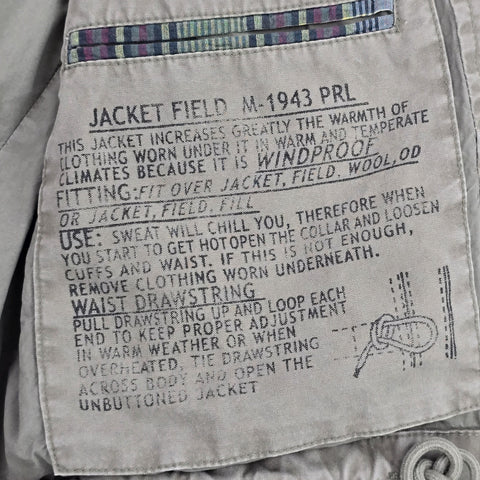 JACKET FIELD M-1943 PRL
THIS JACKET INCREASES GREATLY THE WARMTH OF
CLOTHING WORN UNDER IT IN WARM AND TEMPERATE
CLIMATES BECAUSE IT IS WINDPROOF
FITTING: FIT OVER JACKET, FIELD, WOOL, OD
OR JACKET, FIELD, FILL
USE: SWEAT WILL CHILL YOU, THEREFORE WHEN
YOU START TO GET HOT OPEN THE COLLAR AND LOOSEN
CUFFS AND WAIST. IF THIS IS NOT ENOUGH,
REMOVE CLOTHING WORN UNDERNEATH.
WAIST DRAWSTRING
PULL DRAWSTRING UP AND LOOP EACH
END TO KEEP PROPER ADJUSTMENT
IN WARM WEATHER OR WHEN
OVERHEATED, TIE DRAWSTRING
ACROSS BODY AND OPEN THE
UNBUTTONED JACKET